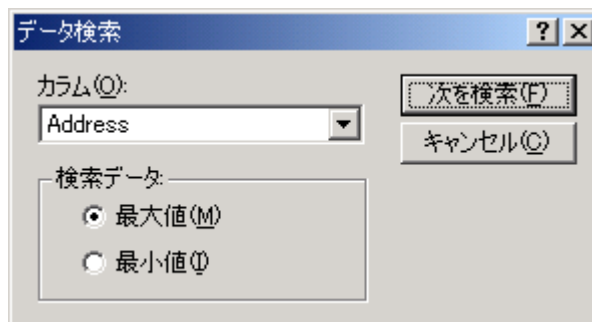 データ検索
カラム(O):
Address
次を検索(F)
キャンセル(C)
検索データ:
最大値(M)
最小値(I)